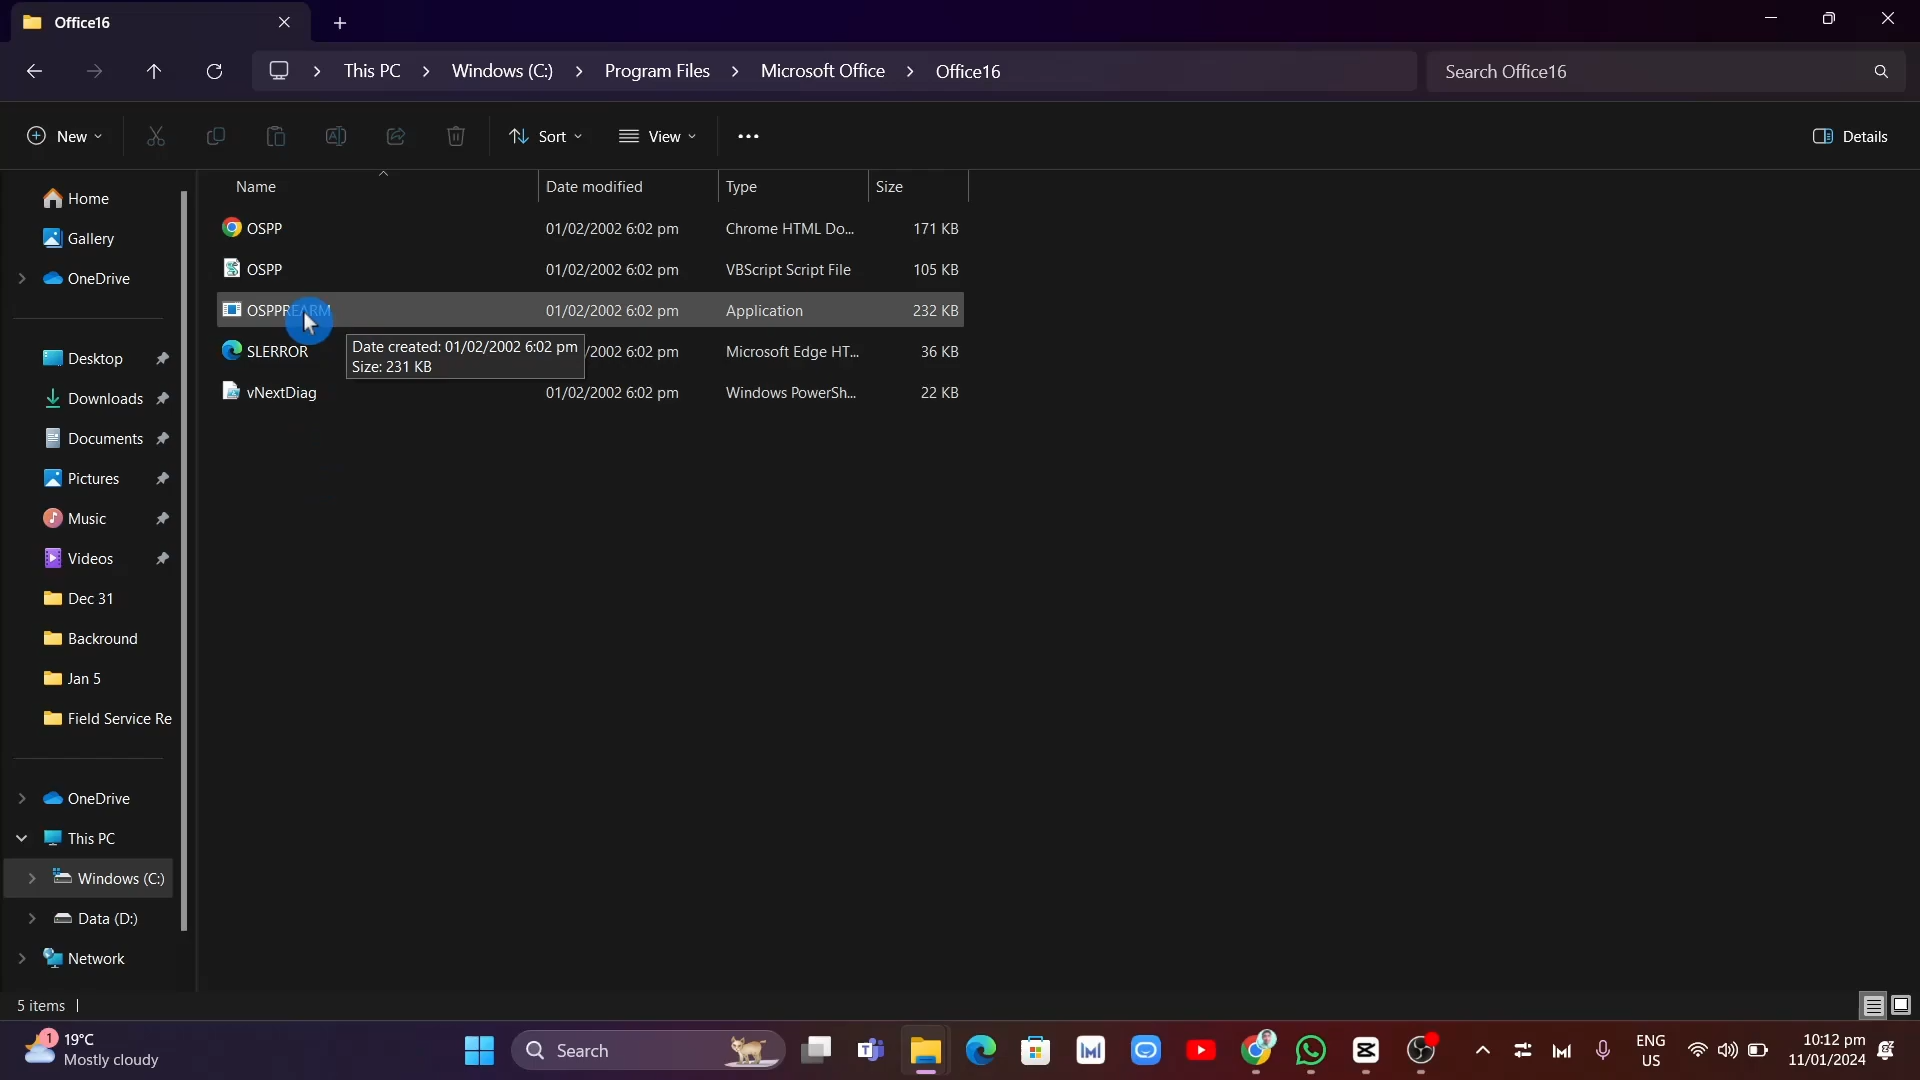 Office16
This PC
Windows (C:)
Program Files
Microsoft Office
Office16
Search Office16
New
Sort
View
Details
Name
Date modified
Type
Size
OSPP
01/02/2002 6:02 pm
Chrome HTML Do...
171 KB
OSPP
01/02/2002 6:02 pm
VBScript Script File
105 KB
OSPPREARM
01/02/2002 6:02 pm
Application
232 KB
SLERROR
/2002 6:02 pm
Microsoft Edge HT...
36 KB
Date created: 01/02/2002 6:02 pm
Size: 231 KB
vNextDiag
01/02/2002 6:02 pm
Windows PowerSh...
22 KB
Home
Gallery
OneDrive
Desktop
Downloads
Documents
Pictures
Music
Videos
Dec 31
Backround
Jan 5
Field Service Re
OneDrive
This PC
Windows (C:)
Data (D:)
Network
5 items
1
19°C
Mostly cloudy
Search
ENG
US
10:12 pm
11/01/2024